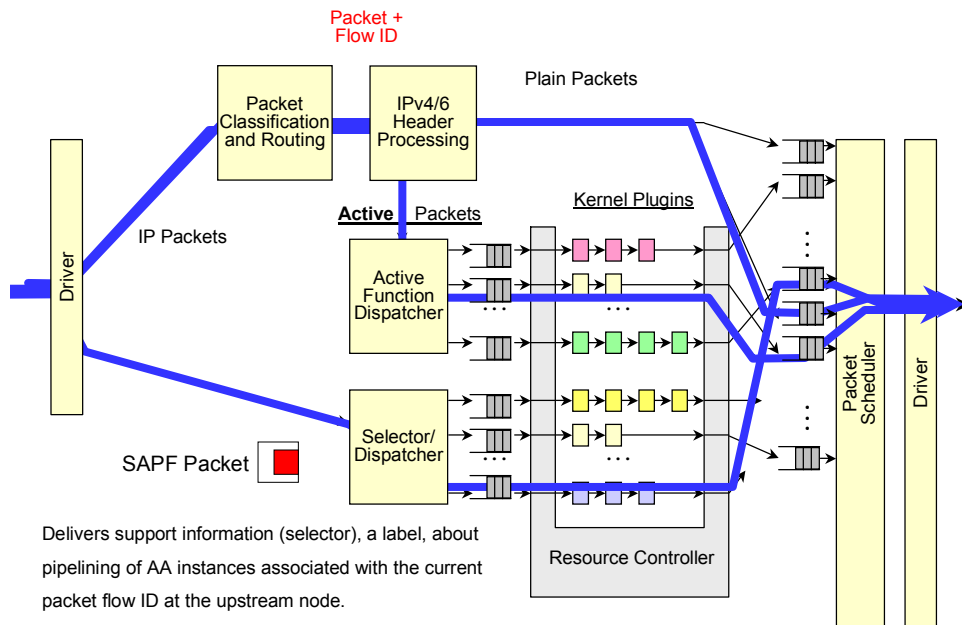 Packet +
Flow ID
Plain Packets
Packet
Classification
and Routing
IPv4/6
Header
Processing
Active Packets
Kernel Plugins
IP Packets
Driver
Active
Function
Dispatcher
...
...
...
Packet
Scheduler
Driver
Selector/
Dispatcher
...
...
...
SAPF Packet
Resource Controller
Delivers support information (selector), a label, about
pipelining of AA instances associated with the current
packet flow ID at the upstream node.